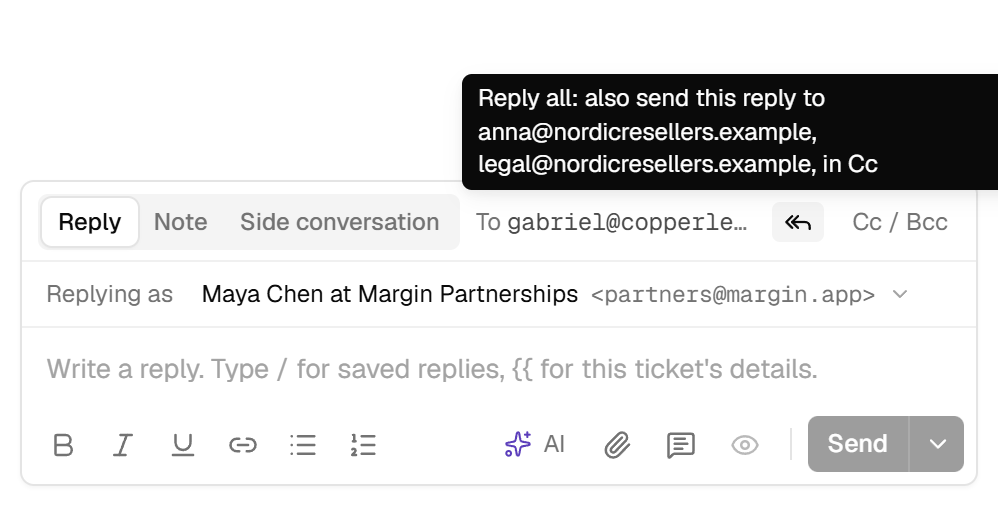 Reply all: also send this reply to
anna@nordicresellers.example,
legal@nordicresellers.example, in Cc
Reply Note Side conversation To gabriel@copperle… Cc / Bcc
Replying as Maya Chen at Margin Partnerships <partners@margin.app>
Write a reply. Type / for saved replies, {{ for this ticket's details.
B I U AI Send